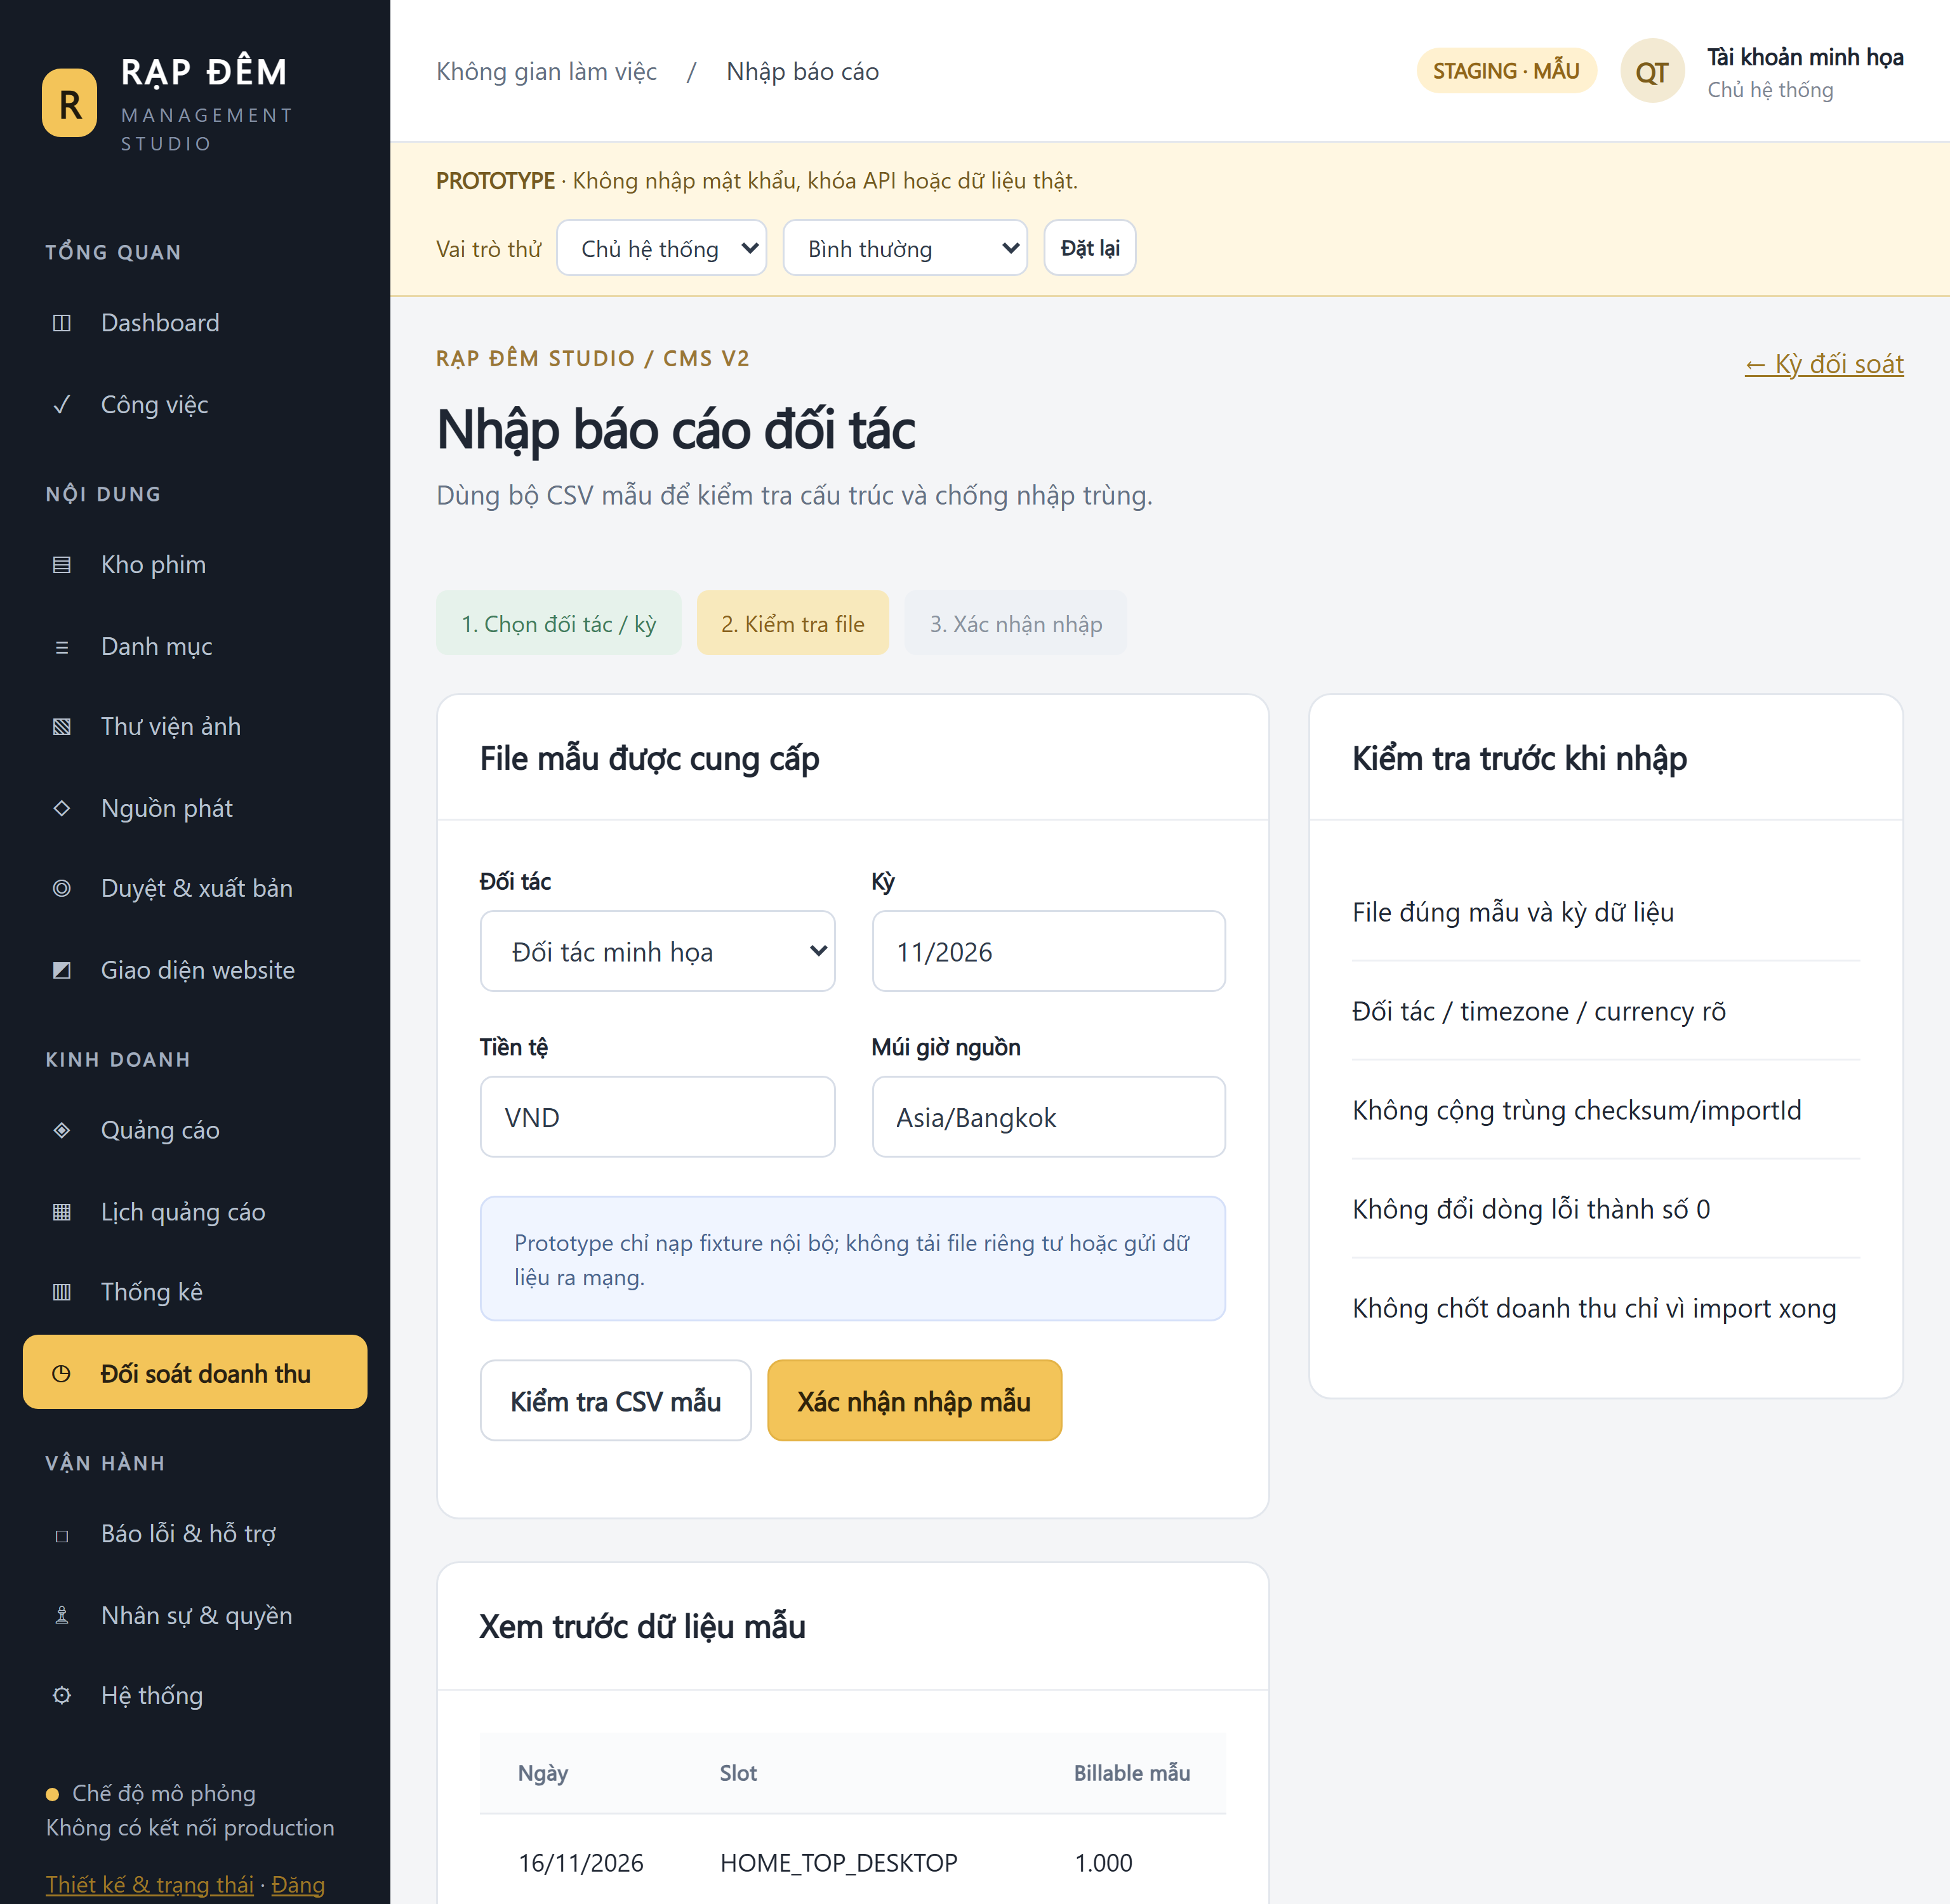 R
RẠP ĐÊM
MANAGEMENT
STUDIO
TỔNG QUAN
Dashboard
Công việc
NỘI DUNG
Kho phim
Danh mục
Thư viện ảnh
Nguồn phát
Duyệt & xuất bản
Giao diện website
KINH DOANH
Quảng cáo
Lịch quảng cáo
Thống kê
Đối soát doanh thu
VẬN HÀNH
Báo lỗi & hỗ trợ
Nhân sự & quyền
Hệ thống
Chế độ mô phỏng
Không có kết nối production
Thiết kế & trạng thái · Đăng
Không gian làm việc / Nhập báo cáo
STAGING · MẪU
QT
Tài khoản minh họa
Chủ hệ thống
PROTOTYPE · Không nhập mật khẩu, khóa API hoặc dữ liệu thật.
Vai trò thử Chủ hệ thống Bình thường Đặt lại
RẠP ĐÊM STUDIO / CMS V2
← Kỳ đối soát
Nhập báo cáo đối tác
Dùng bộ CSV mẫu để kiểm tra cấu trúc và chống nhập trùng.
1. Chọn đối tác / kỳ 2. Kiểm tra file 3. Xác nhận nhập
File mẫu được cung cấp
Đối tác Kỳ
Đối tác minh họa 11/2026
Tiền tệ Múi giờ nguồn
VND Asia/Bangkok
Prototype chỉ nạp fixture nội bộ; không tải file riêng tư hoặc gửi dữ
liệu ra mạng.
Kiểm tra CSV mẫu Xác nhận nhập mẫu
Kiểm tra trước khi nhập
File đúng mẫu và kỳ dữ liệu
Đối tác / timezone / currency rõ
Không cộng trùng checksum/importId
Không đổi dòng lỗi thành số 0
Không chốt doanh thu chỉ vì import xong
Xem trước dữ liệu mẫu
Ngày Slot Billable mẫu
16/11/2026 HOME_TOP_DESKTOP 1.000